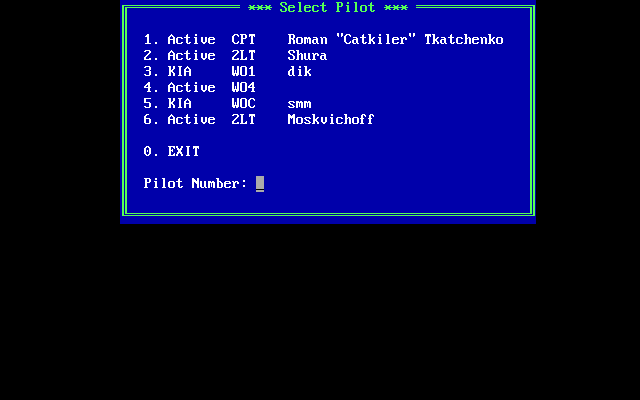 *** Select Pilot ***
1. Active CPT Roman "Catkiler" Tkatchenko
2. Active 2LT Shura
3. KIA WO1 dik
4. Active WO4
5. KIA WOC smm
6. Active 2LT Moskvichoff
0. EXIT
Pilot Number: